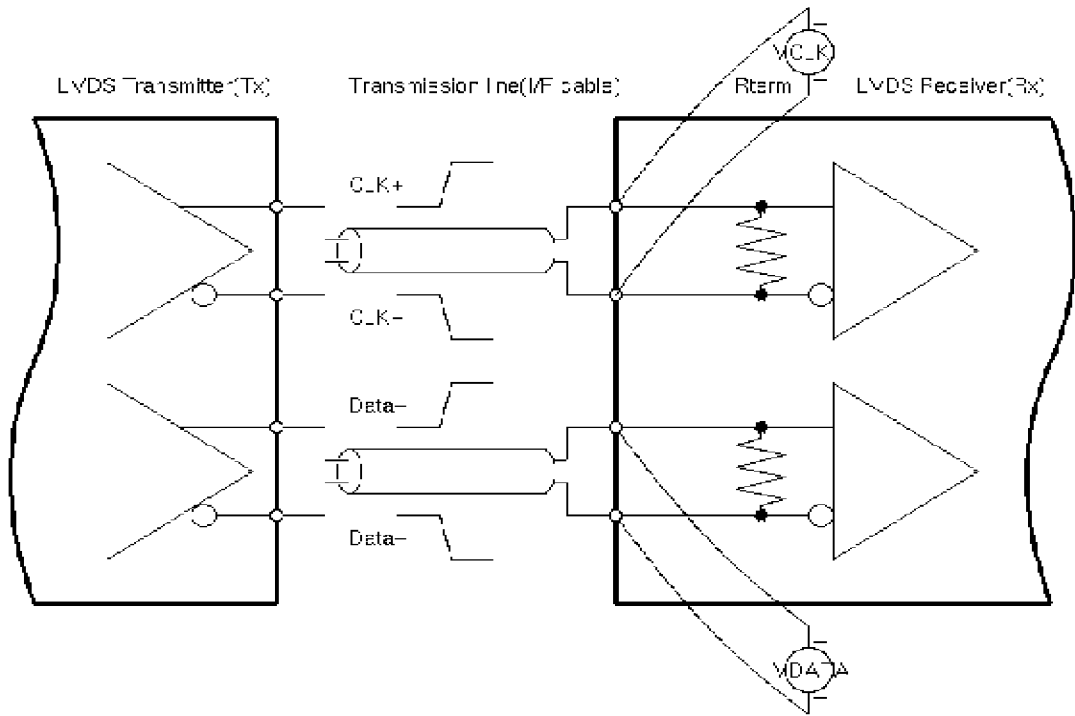 VCLK
LVDS Transmitter(Tx)
Transmission line(I/F cable)
Rterm
LVDS Receiver(Rx)
CLK+
CLK-
Data-
Data-
VDATA